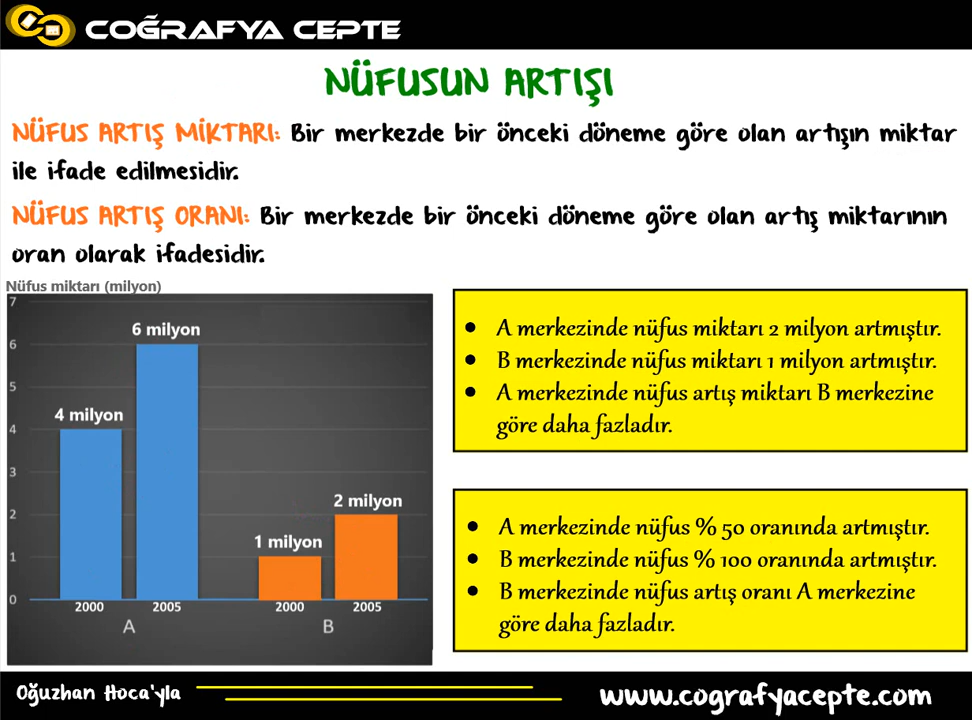 COĞRAFYA CEPTE
NÜFUSUN ARTIŞI
NÜFUS ARTIŞ MİKTARI: Bir merkezde bir önceki döneme göre olan artışın miktar
ile ifade edilmesidir.
NÜFUS ARTIŞ ORANI: Bir merkezde bir önceki döneme göre olan artış miktarının
oran olarak ifadesidir.
Nüfus miktarı (milyon)
7
6
5
4
3
2
1
0
4 milyon
6 milyon
1 milyon
2 milyon
2000 2005 2000 2005
A B
• A merkezinde nüfus miktarı 2 milyon artmıştır.
• B merkezinde nüfus miktarı 1 milyon artmıştır.
• A merkezinde nüfus artış miktarı B merkezine
göre daha fazladır.
• A merkezinde nüfus % 50 oranında artmıştır.
• B merkezinde nüfus % 100 oranında artmıştır.
• B merkezinde nüfus artış oranı A merkezine
göre daha fazladır.
Oğuzhan Hoca'yla
www.cografyacepte.com